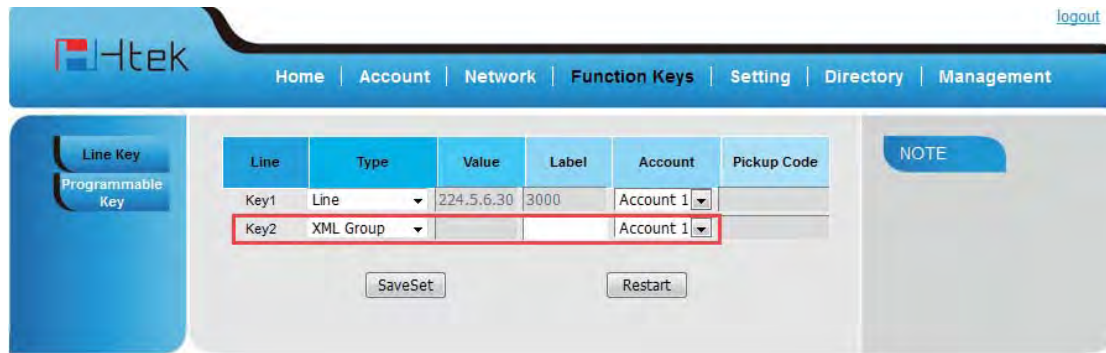 logout
Htek
Home | Account | Network | Function Keys | Setting | Directory | Management
Line Key
Programmable Key
Line Type Value Label Account Pickup Code
Key1 Line 224.5.6.30 3000 Account 1
Key2 XML Group Account 1
SaveSet Restart
NOTE